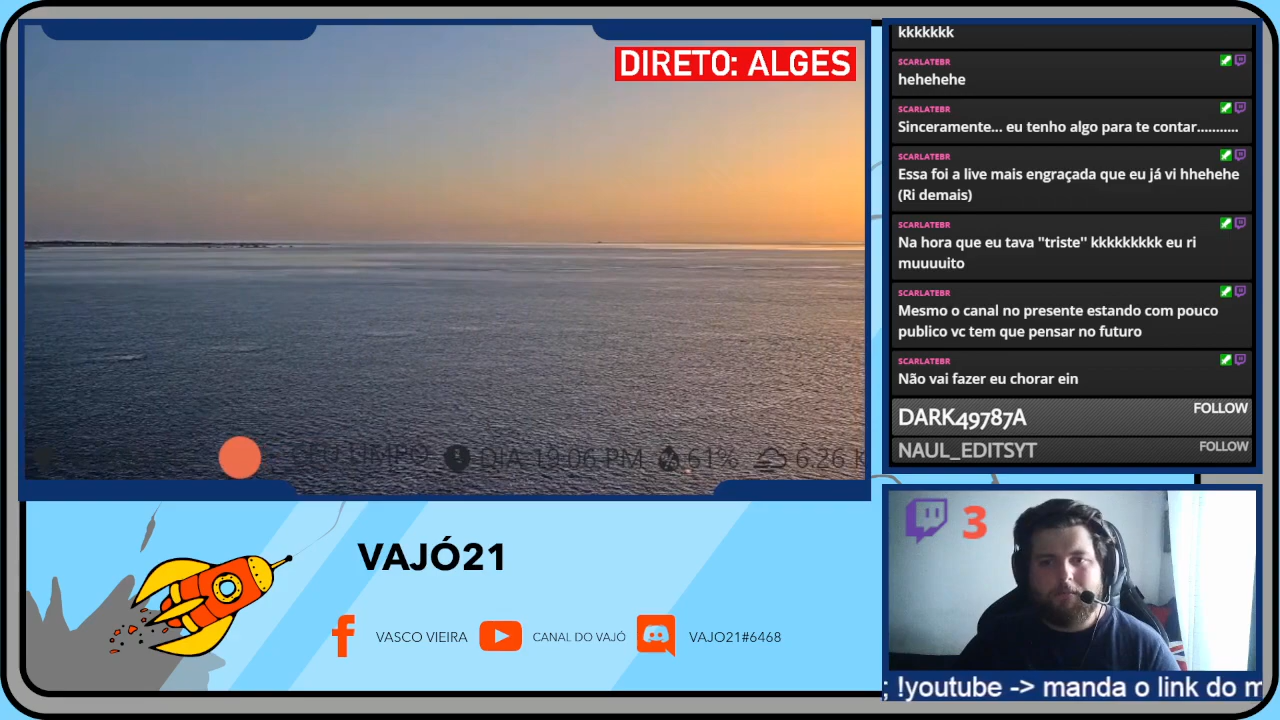 DIRETO: ALGÉS
LIMPO
9:06 PM
61%
6.26
kkkkkkk
SCARLATEBR
hehehehe
SCARLATEBR
Sinceramente... eu tenho algo para te contar...........
SCARLATEBR
Essa foi a live mais engraçada que eu já vi hhehehe
(Ri demais)
SCARLATEBR
Na hora que eu tava "triste" kkkkkkkkk eu ri
muuuuito
SCARLATEBR
Mesmo o canal no presente estando com pouco
publico vc tem que pensar no futuro
SCARLATEBR
Não vai fazer eu chorar ein
DARK49787A FOLLOW
NAUL_EDITSYT FOLLOW
3
VAJÓ21
VASCO VIEIRA
CANAL DO VAJÓ
VAJO21#6468
; !youtube -> manda o link do m